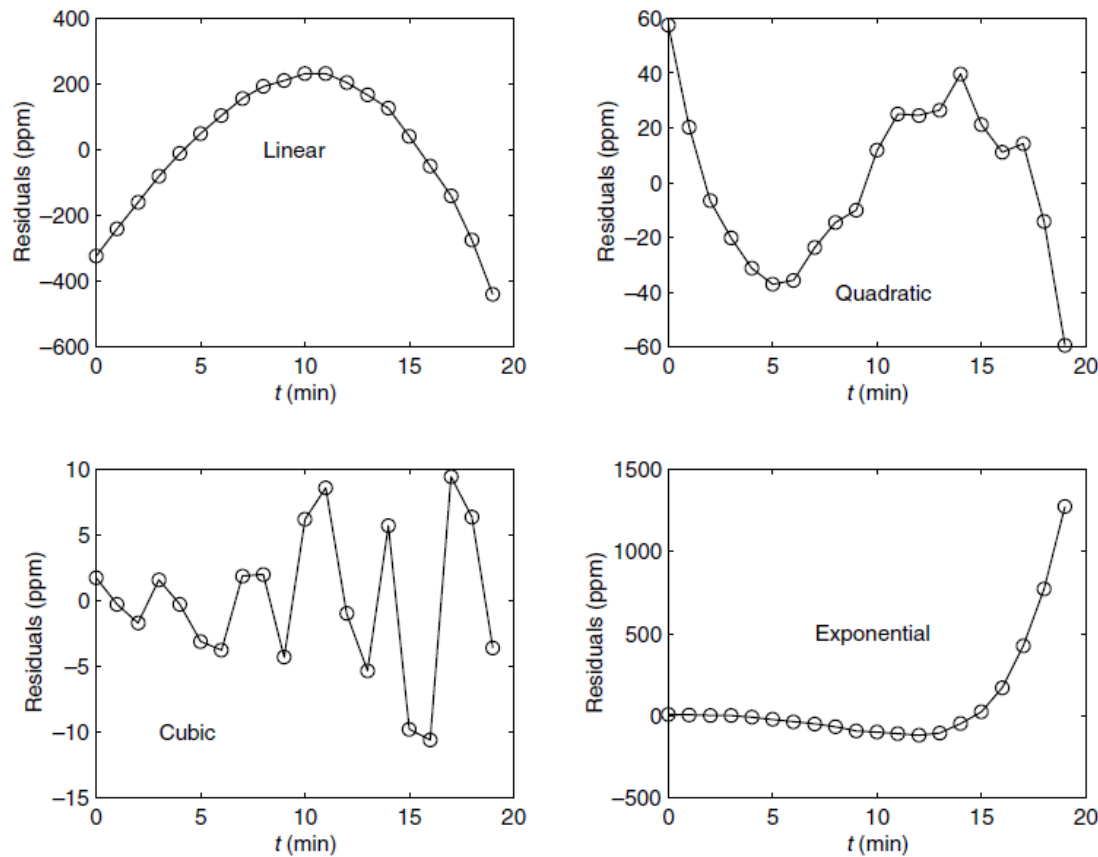 400
200
0
–200
–400
–600
Residuals (ppm)
Linear
0 5 10 15 20
t (min)
60
40
20
0
–20
–40
–60
Residuals (ppm)
Quadratic
0 5 10 15 20
t (min)
10
5
0
–5
–10
–15
Residuals (ppm)
Cubic
0 5 10 15 20
t (min)
1500
1000
500
0
–500
Residuals (ppm)
Exponential
0 5 10 15 20
t (min)